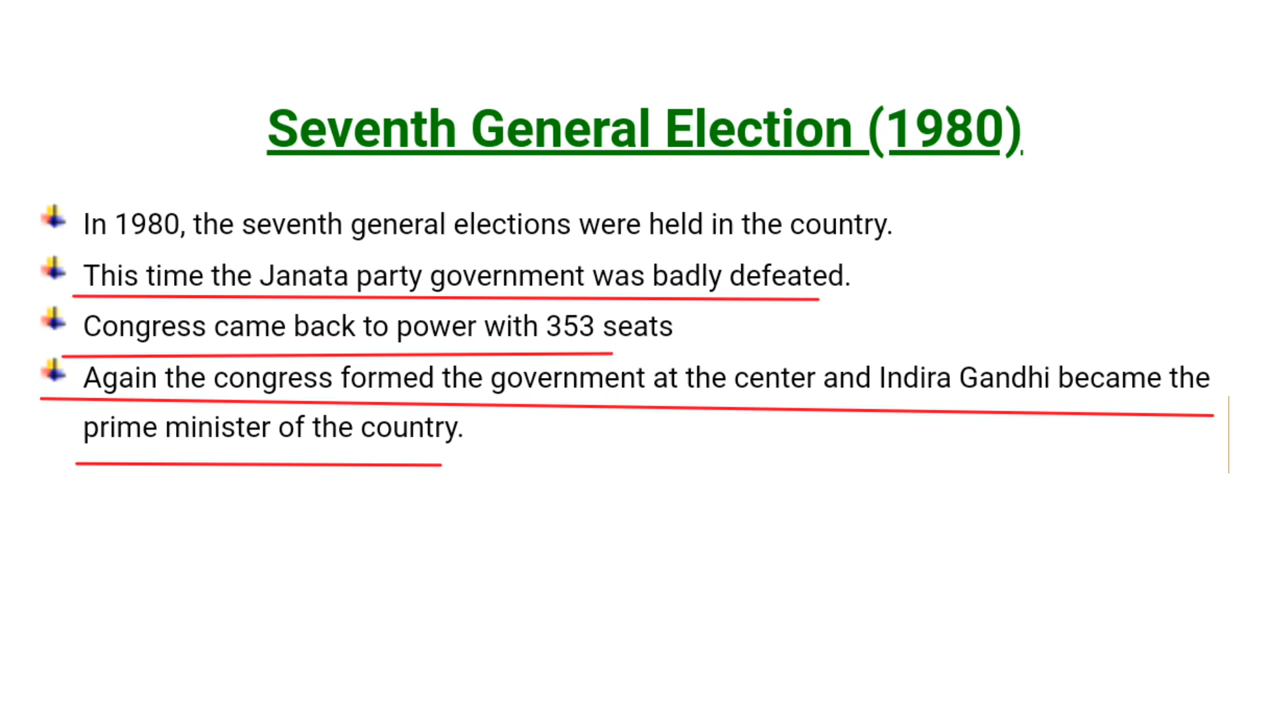 Seventh General Election (1980)
In 1980, the seventh general elections were held in the country.
This time the Janata party government was badly defeated.
Congress came back to power with 353 seats
Again the congress formed the government at the center and Indira Gandhi became the
prime minister of the country.